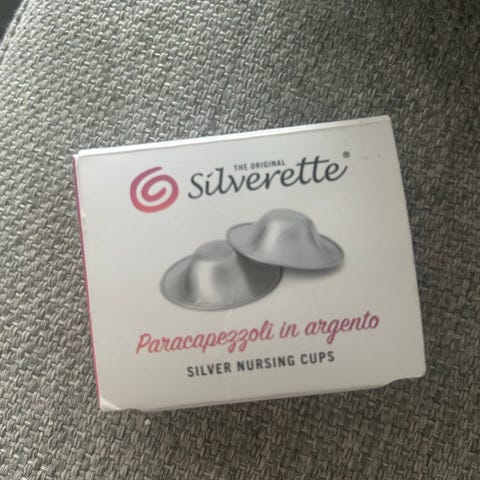 THE ORIGINAL
Silverette®
Paracapezzoli in argento
SILVER NURSING CUPS